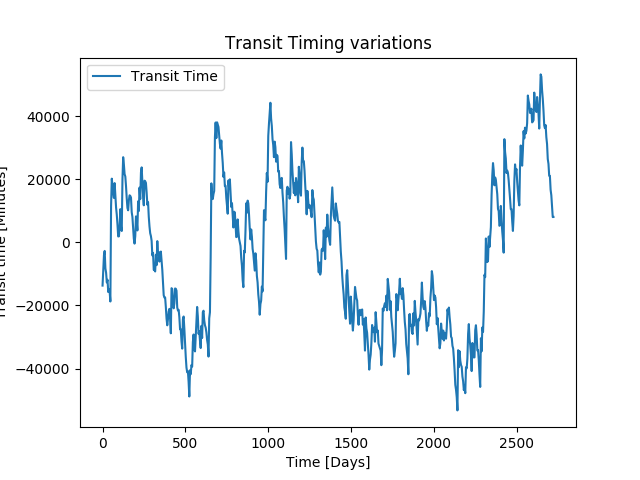 Transit Timing variations
Transit Time
40000
20000
0
−20000
−40000
Transit time [Minutes]
0
500
1000
1500
2000
2500
Time [Days]